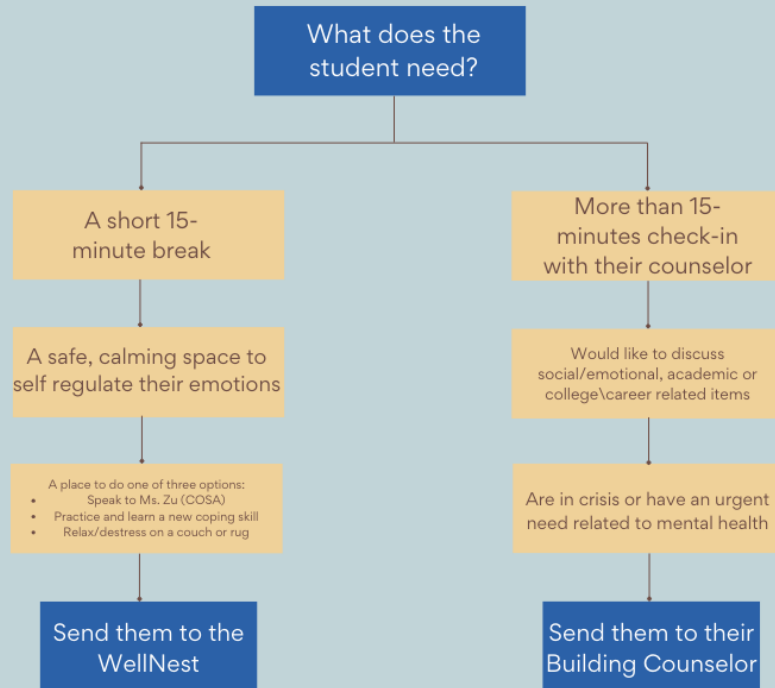 What does the
student need?
A short 15-
minute break
A safe, calming space to
self regulate their emotions
A place to do one of three options:
• Speak to Ms. Zu (COSA)
• Practice and learn a new coping skill
• Relax/destress on a couch or rug
Send them to the
WellNest
More than 15-
minutes check-in
with their counselor
Would like to discuss
social/emotional, academic or
college\career related items
Are in crisis or have an urgent
need related to mental health
Send them to their
Building Counselor